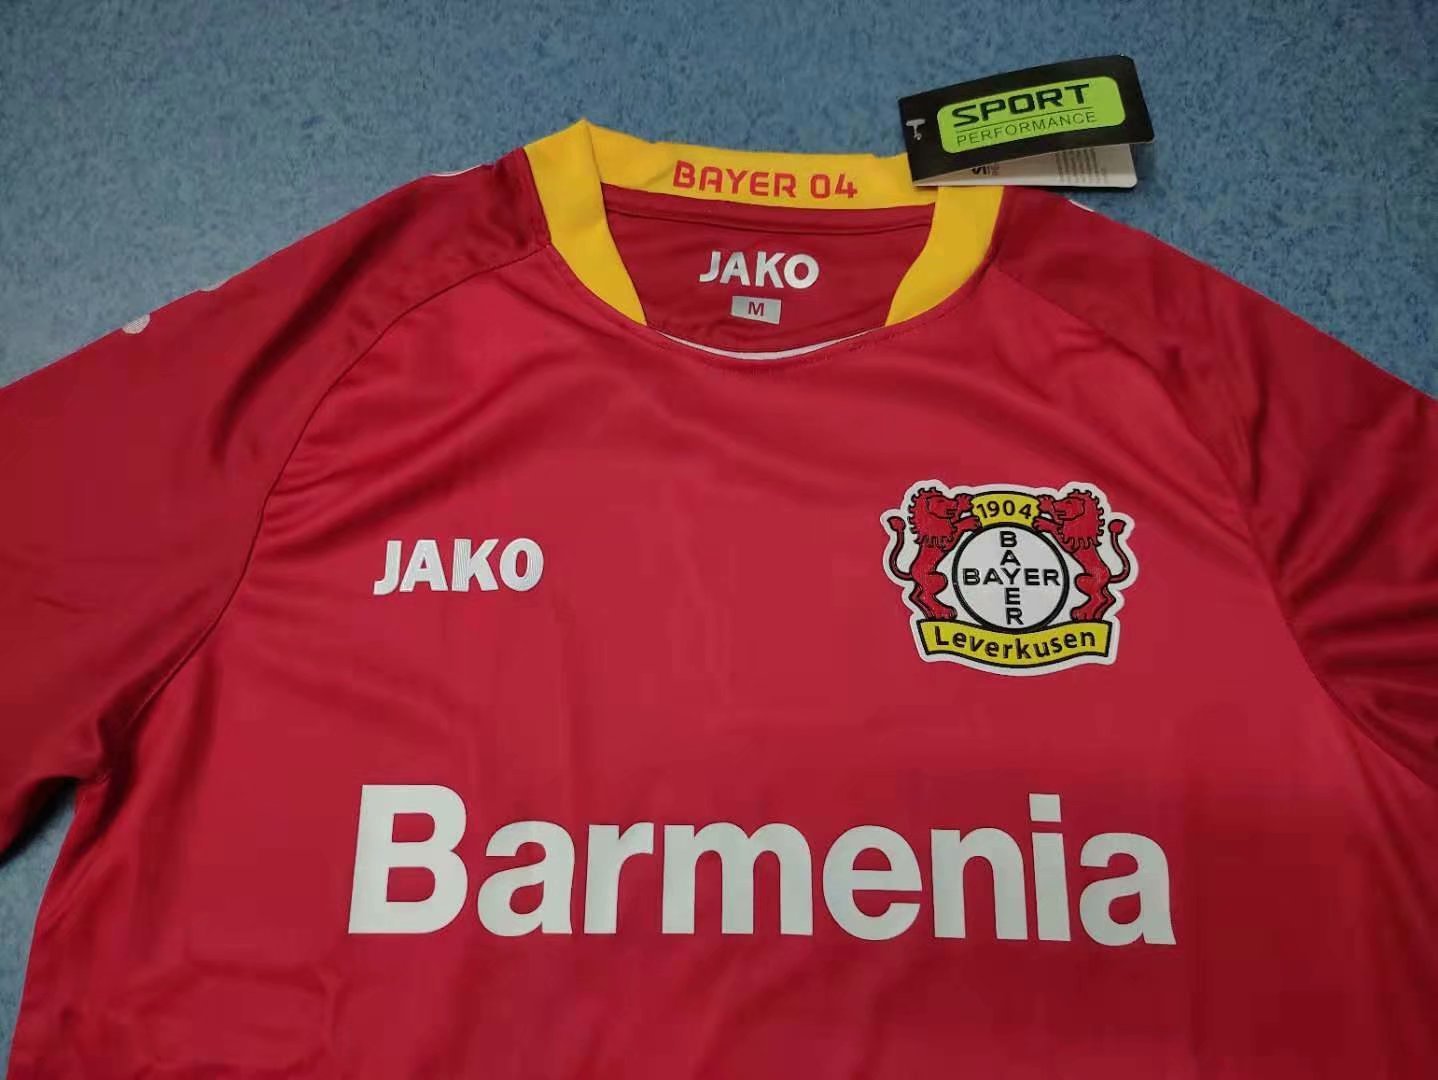 SPORT
PERFORMANCE
BAYER 04
JAKO
M
JAKO
1904
BAYER
BAYER
Leverkusen
Barmenia